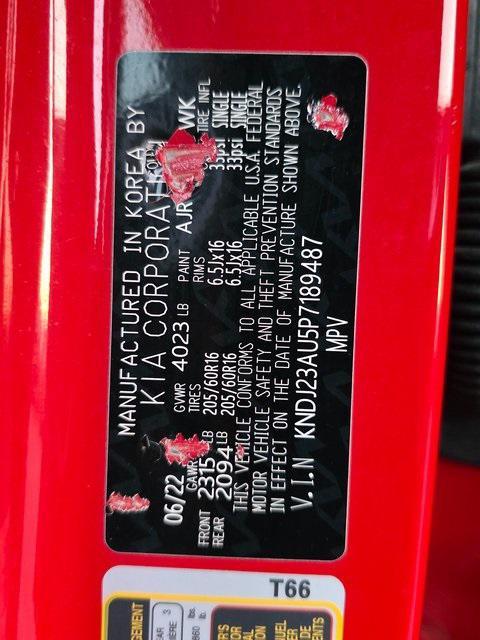 MANUFACTURED IN KOREA BY
KIA CORPORATI
06/22 GVWR 4023 LB PAINT AJR WK
GAWR TIRES RIMS TIRE INFL
FRONT 2315 LB 205/60R16 6.5Jx16 33psi SINGLE
REAR 2094 LB 205/60R16 6.5Jx16 33psi SINGLE
THIS VEHICLE CONFORMS TO ALL APPLICABLE U.S.A. FEDERAL
MOTOR VEHICLE SAFETY AND THEFT PREVENTION STANDARDS
IN EFFECT ON THE DATE OF MANUFACTURE SHOWN ABOVE.
V.I.N KNDJ23AU5P7189487
MPV
T66